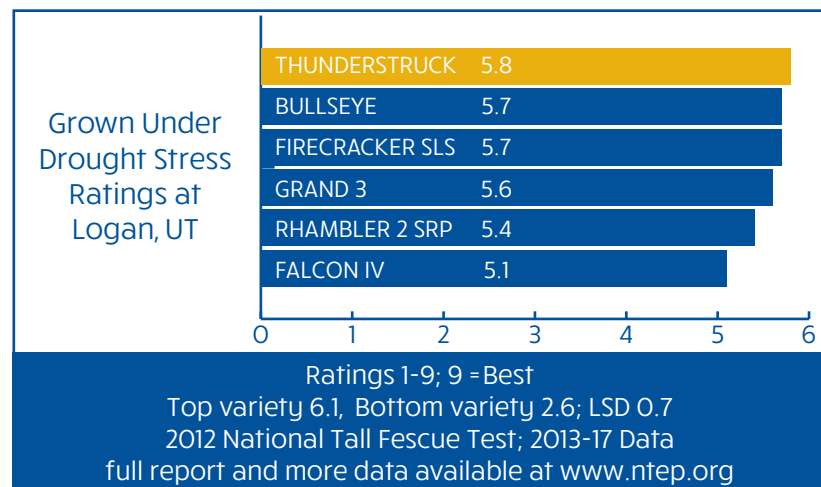 Grown Under
Drought Stress
Ratings at
Logan, UT
THUNDERSTRUCK 5.8
BULLSEYE 5.7
FIRECRACKER SLS 5.7
GRAND 3 5.6
RHAMBLER 2 SRP 5.4
FALCON IV 5.1
0 1 2 3 4 5 6
Ratings 1-9; 9 = Best
Top variety 6.1, Bottom variety 2.6; LSD 0.7
2012 National Tall Fescue Test; 2013-17 Data
full report and more data available at www.ntep.org